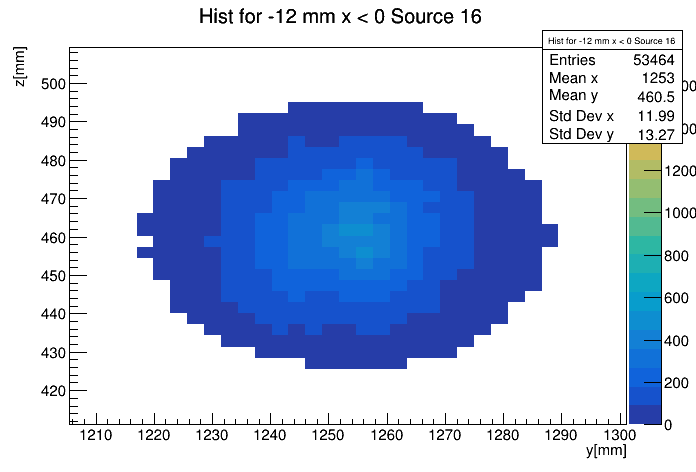 Hist for -12 mm x < 0 Source 16
z[mm]
Hist for -12 mm x < 0 Source 16
Entries 53464
Mean x 1253
Mean y 460.5
Std Dev x 11.99
Std Dev y 13.27
500
490
480
470
460
450
440
430
420
1210 1220 1230 1240 1250 1260 1270 1280 1290 1300
y[mm]
1200
1000
800
600
400
200
0